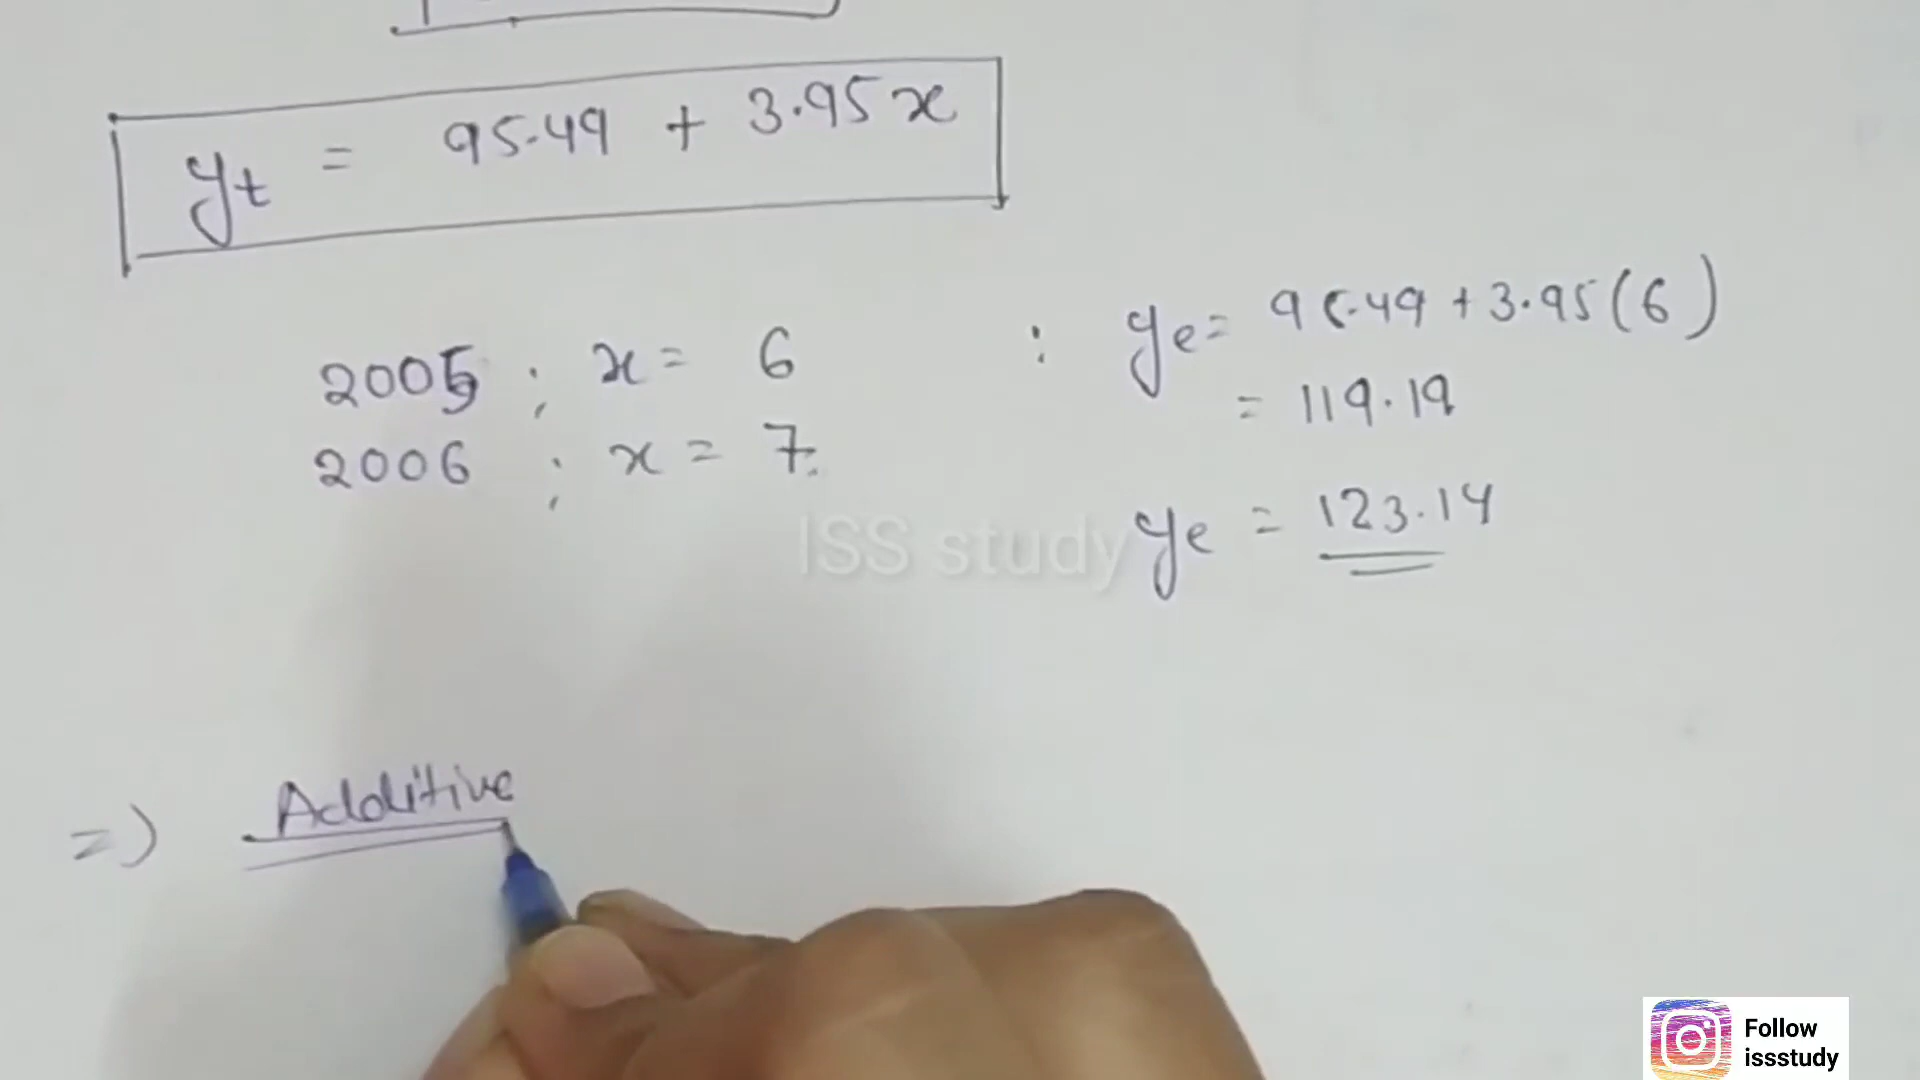 yt = 95.49 + 3.95x
2005 ; x = 6 : ye = 95.49 + 3.95(6)
= 119.19
2006 ; x = 7.
ye = 123.14
ISS study
=) Additive
Follow
issstudy